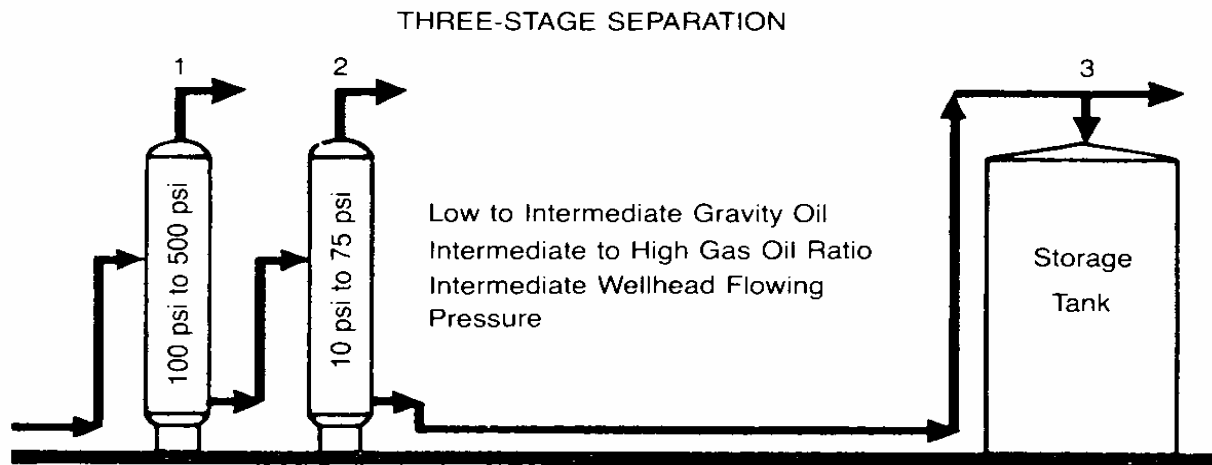 THREE-STAGE SEPARATION
1
2
3
100 psi to 500 psi
10 psi to 75 psi
Low to Intermediate Gravity Oil
Intermediate to High Gas Oil Ratio
Intermediate Wellhead Flowing
Pressure
Storage
Tank